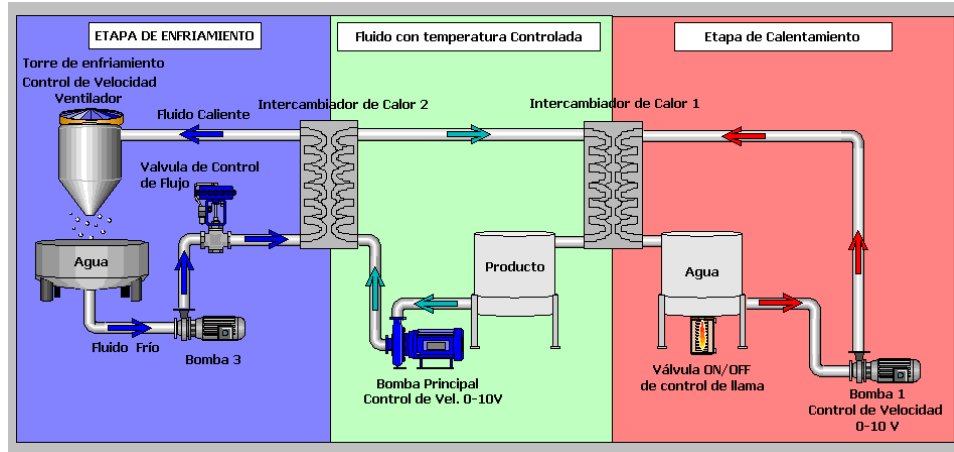 ETAPA DE ENFRIAMIENTO
Fluido con temperatura Controlada
Etapa de Calentamiento
Torre de enfriamiento
Control de Velocidad
Ventilador
Fluido Caliente
Intercambiador de Calor 2
Intercambiador de Calor 1
Valvula de Control
de Flujo
Agua
Producto
Agua
Fluido Frío
Bomba 3
Bomba Principal
Control de Vel. 0-10V
Válvula ON/OFF
de control de llama
Bomba 1
Control de Velocidad
0-10 V